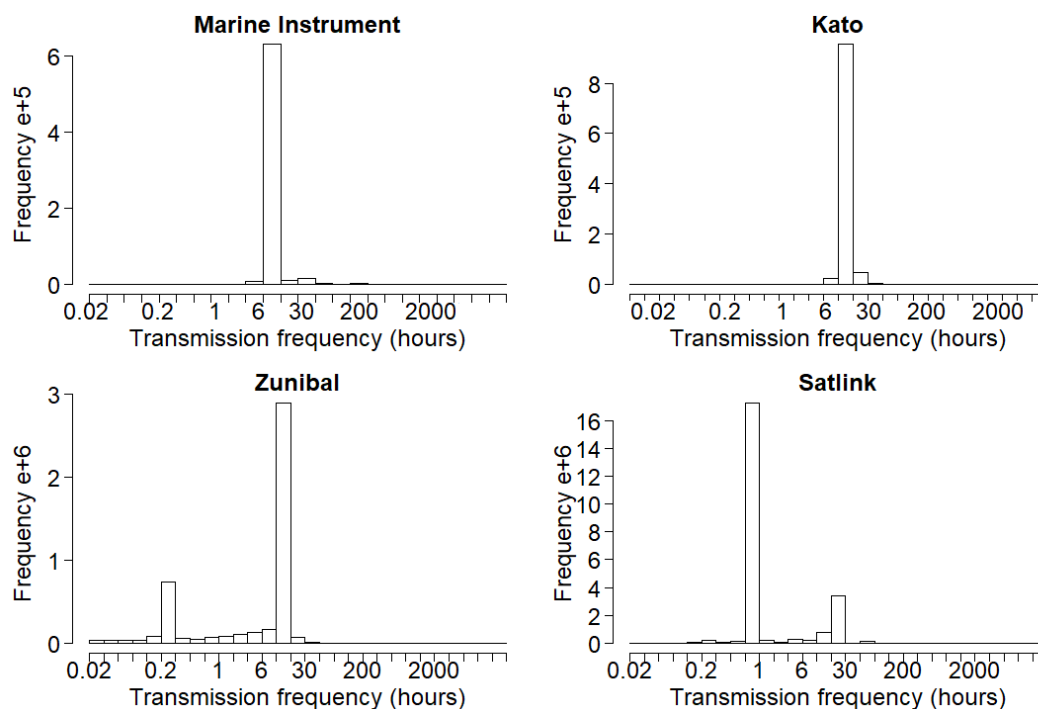 Marine Instrument
Frequency e+5
6
4
2
0
0.02 0.2 1 6 30 200 2000
Transmission frequency (hours)
Kato
Frequency e+5
8
6
4
2
0
0.02 0.2 1 6 30 200 2000
Transmission frequency (hours)
Zunibal
Frequency e+6
3
2
1
0
0.02 0.2 1 6 30 200 2000
Transmission frequency (hours)
Satlink
Frequency e+6
16
14
12
10
8
6
4
2
0
0.02 0.2 1 6 30 200 2000
Transmission frequency (hours)